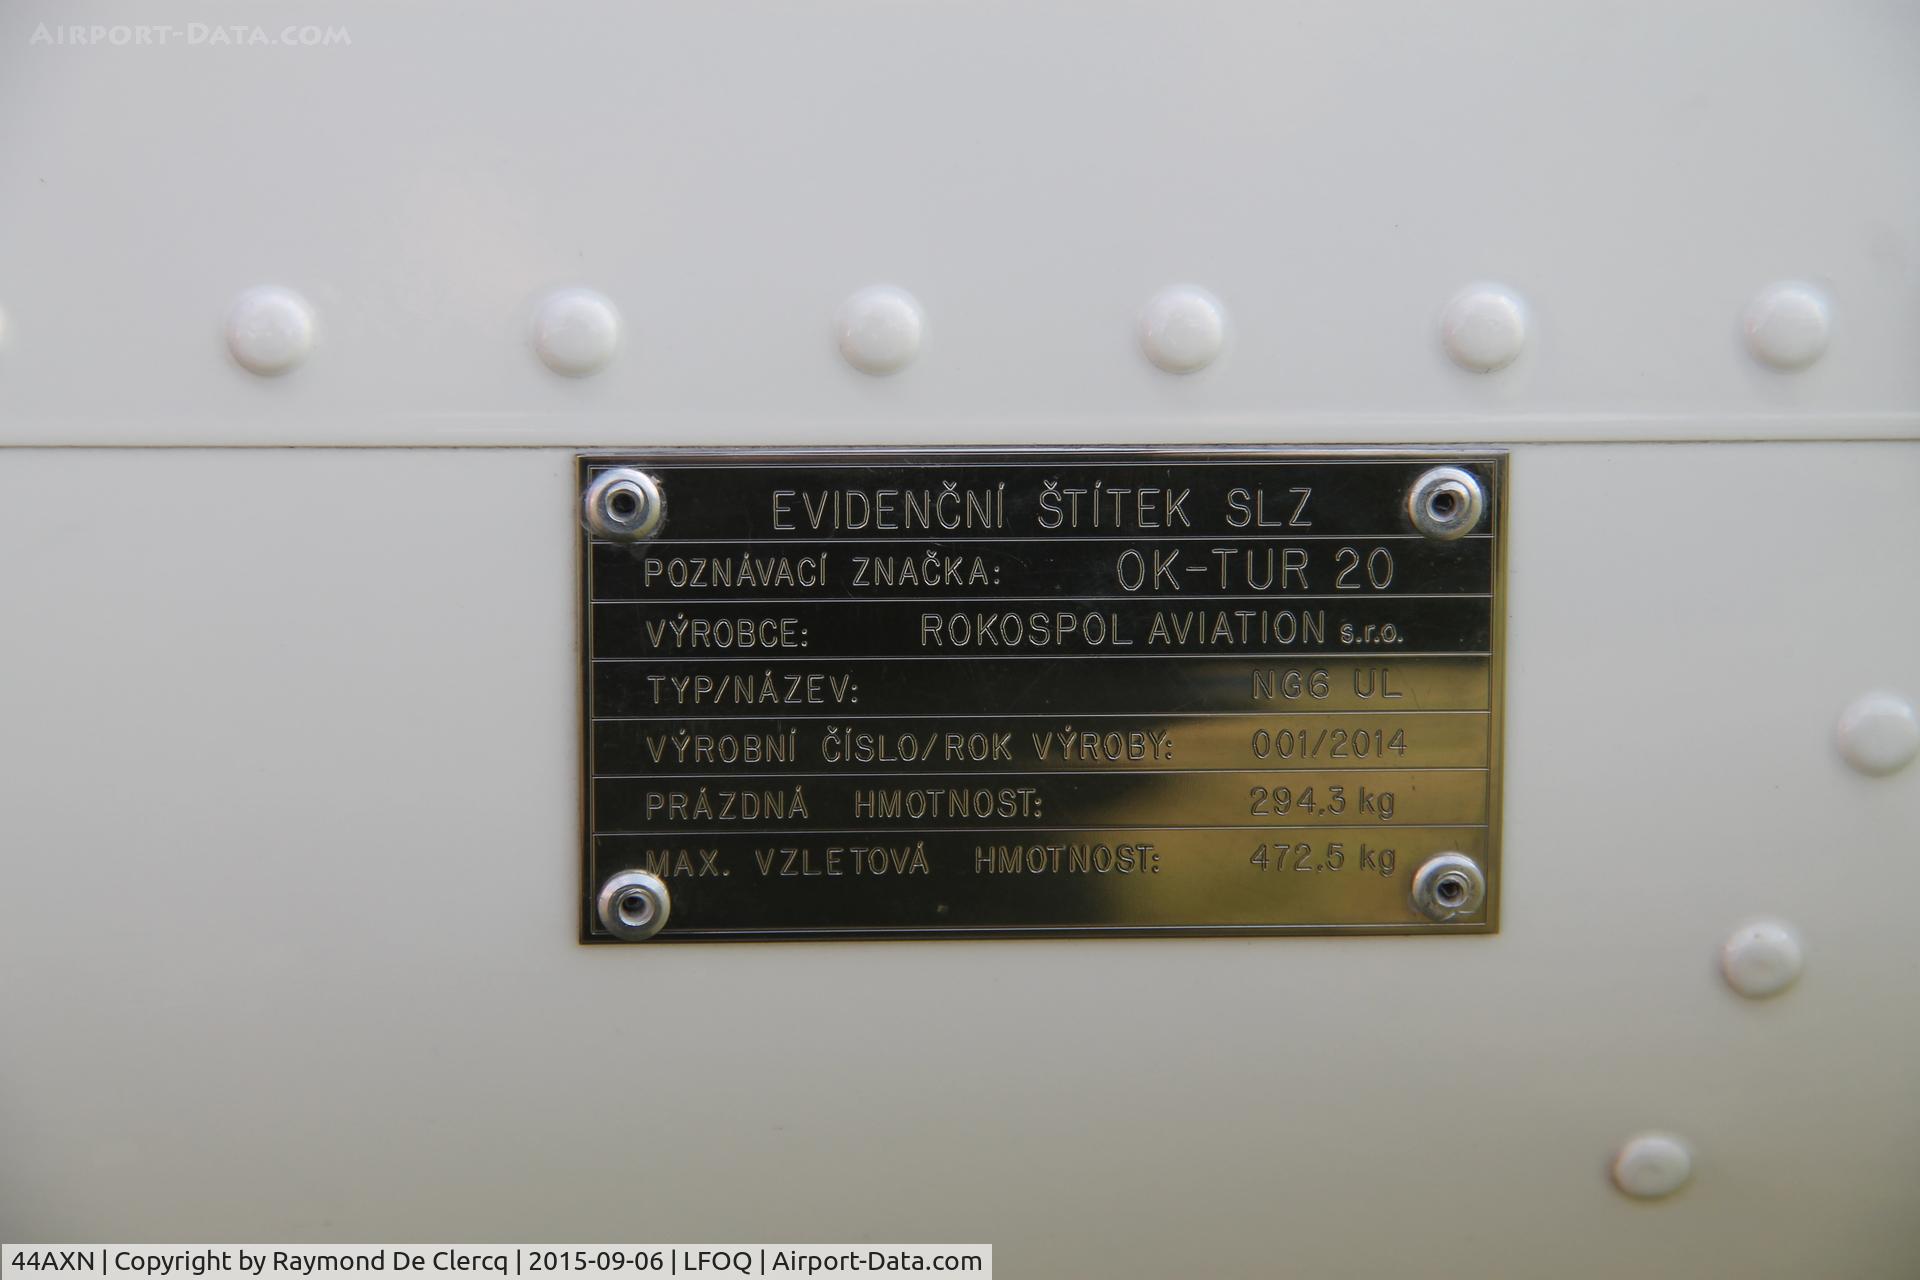 AIRPORT-DATA.COM
EVIDENČNÍ ŠTÍTEK SLZ
POZNÁVACÍ ZNAČKA: OK-TUR 20
VÝROBCE: ROKOSPOL AVIATION s.r.o.
TYP/NÁZEV: NG6 UL
VÝROBNÍ ČÍSLO/ROK VÝROBY: 001/2014
PRÁZDNÁ HMOTNOST: 294,3 kg
MAX. VZLETOVÁ HMOTNOST: 472,5 kg
44AXN | Copyright by Raymond De Clercq | 2015-09-06 | LFOQ | Airport-Data.com